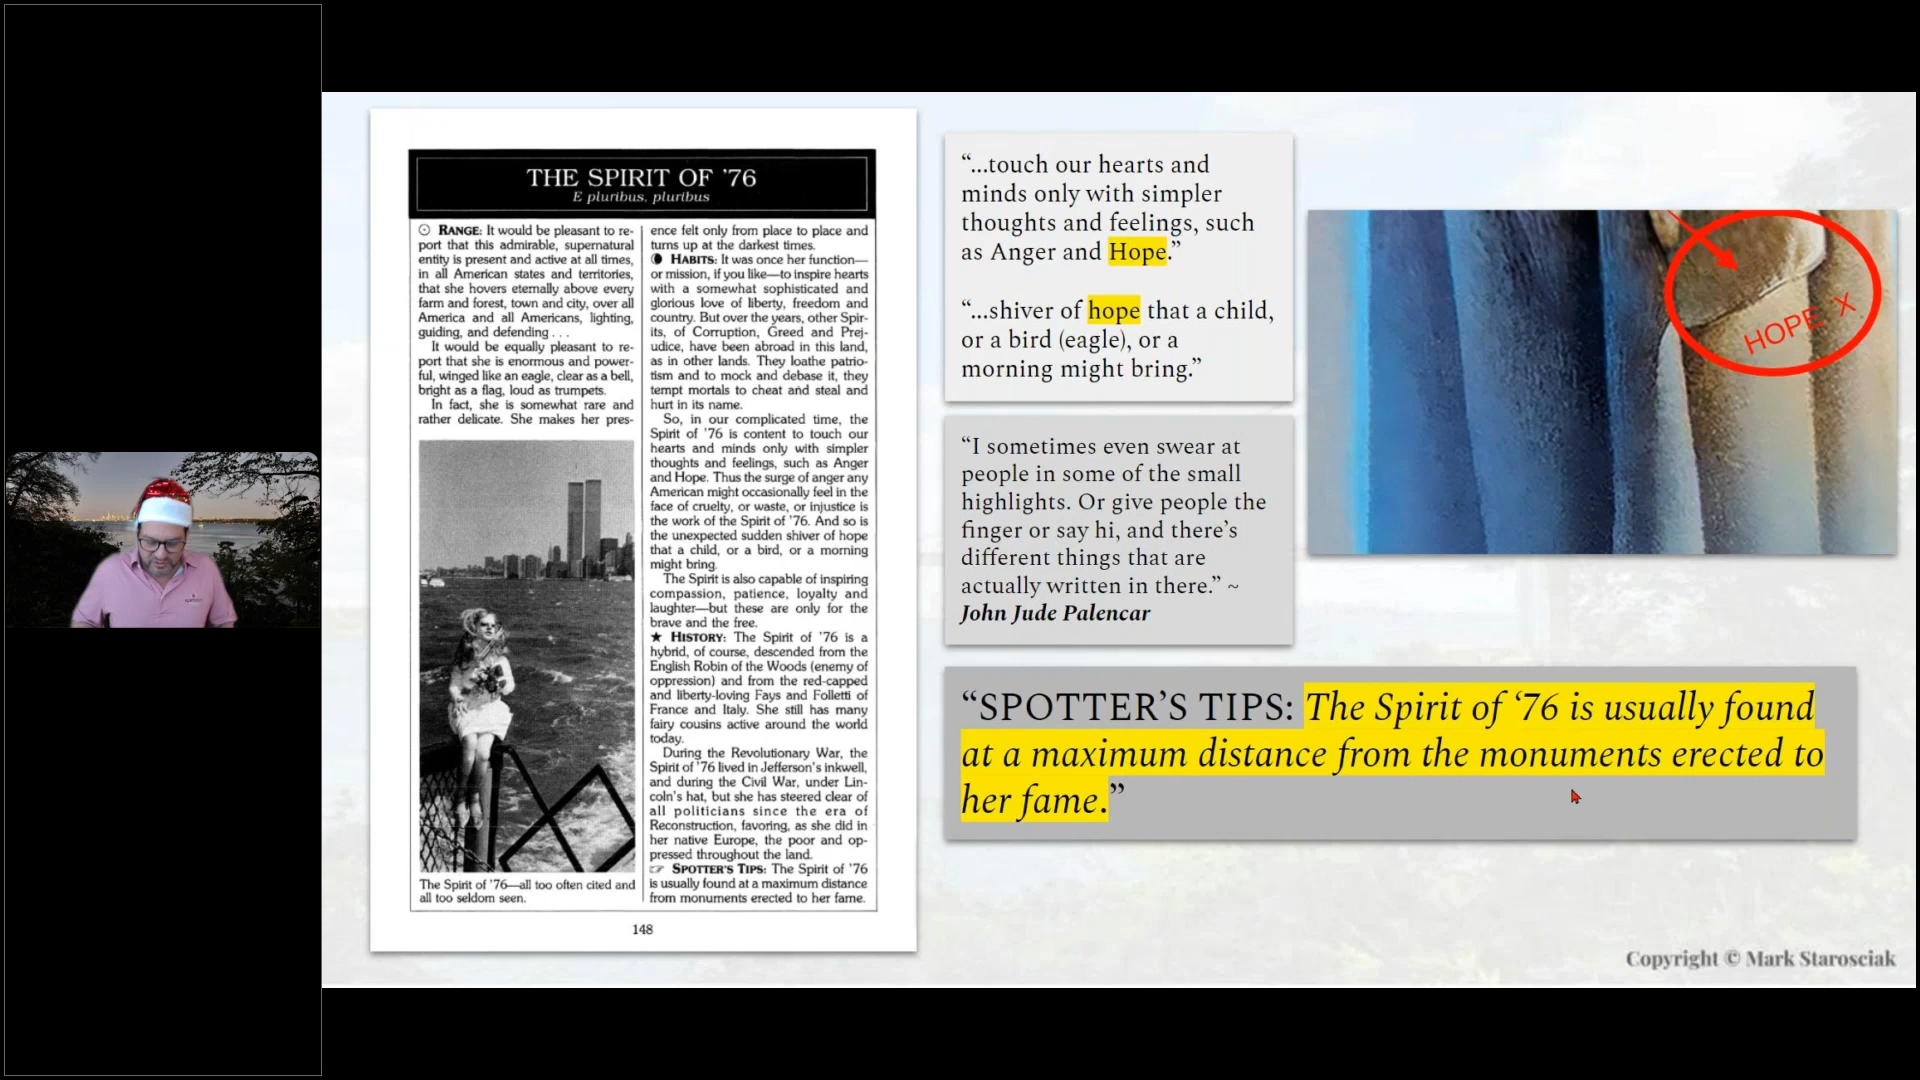 THE SPIRIT OF '76
E pluribus, pluribus
RANGE: It would be pleasant to re-
port that this admirable, supernatural
entity is present and active at all times,
in all American states and territories,
that she hovers eternally above every
farm and forest, town and city, over all
America and all Americans, lighting,
guiding, and defending . . .
It would be equally pleasant to re-
port that she is enormous and power-
ful, winged like an eagle, clear as a bell,
bright as a flag, loud as trumpets.
In fact, she is somewhat rare and
rather delicate. She makes her pres-
The Spirit of '76—all too often cited and
all too seldom seen.
ence felt only from place to place and
turns up at the darkest times.
HABITS: It was once her function—
or mission, if you like—to inspire hearts
with a somewhat sophisticated and
glorious love of liberty, freedom and
country. But over the years, other Spir-
its, of Corruption, Greed and Prej-
udice, have been abroad in this land,
as in other lands. They loathe patrio-
tism and to mock and debase it, they
tempt mortals to cheat and steal and
hurt in its name.
So, in our complicated time, the
Spirit of '76 is content to touch our
hearts and minds only with simpler
thoughts and feelings, such as Anger
and Hope. Thus the surge of anger any
American might occasionally feel in the
face of cruelty, or waste, or injustice is
the work of the Spirit of '76. And so is
the unexpected sudden shiver of hope
that a child, or a bird, or a morning
might bring.
The Spirit is also capable of inspiring
compassion, patience, loyalty and
laughter—but these are only for the
brave and the free.
★ HISTORY: The Spirit of '76 is a
hybrid, of course, descended from the
English Robin of the Woods (enemy of
oppression) and from the red-capped
and liberty-loving Fays and Folletti of
France and Italy. She still has many
fairy cousins active around the world
today.
During the Revolutionary War, the
Spirit of '76 lived in Jefferson's inkwell,
and during the Civil War, under Lin-
coln's hat, but she has steered clear of
all politicians since the era of
Reconstruction, favoring, as she did in
her native Europe, the poor and op-
pressed throughout the land.
☞ SPOTTER'S TIPS: The Spirit of '76
is usually found at a maximum distance
from monuments erected to her fame.
148
“...touch our hearts and
minds only with simpler
thoughts and feelings, such
as Anger and Hope.”
“...shiver of hope that a child,
or a bird (eagle), or a
morning might bring.”
“I sometimes even swear at
people in some of the small
highlights. Or give people the
finger or say hi, and there’s
different things that are
actually written in there.” ~
John Jude Palencar
HOPE X
“SPOTTER’S TIPS: The Spirit of ‘76 is usually found
at a maximum distance from the monuments erected to
her fame.”
Copyright © Mark Starosciak